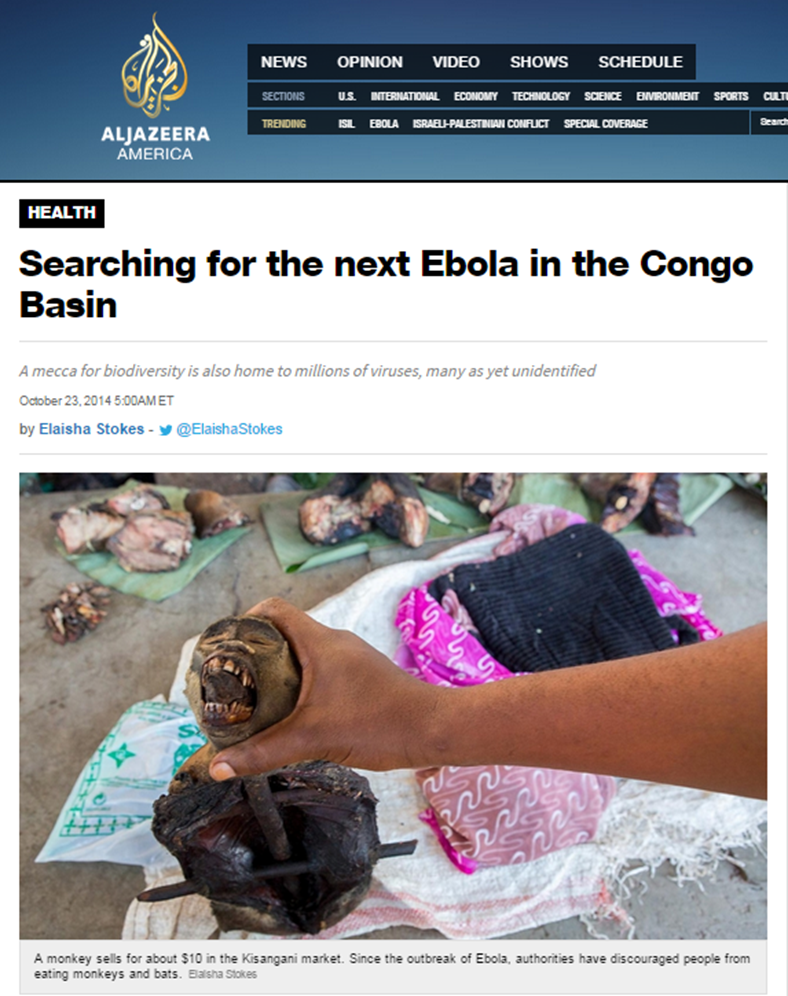 ALJAZEERA
AMERICA
NEWS OPINION VIDEO SHOWS SCHEDULE
SECTIONS U.S. INTERNATIONAL ECONOMY TECHNOLOGY SCIENCE ENVIRONMENT SPORTS CULTU
TRENDING ISIL EBOLA ISRAELI-PALESTINIAN CONFLICT SPECIAL COVERAGE Search
HEALTH
Searching for the next Ebola in the Congo
Basin
A mecca for biodiversity is also home to millions of viruses, many as yet unidentified
October 23, 2014 5:00AM ET
by Elaisha Stokes - @ElaishaStokes
A monkey sells for about $10 in the Kisangani market. Since the outbreak of Ebola, authorities have discouraged people from
eating monkeys and bats. Elaisha Stokes